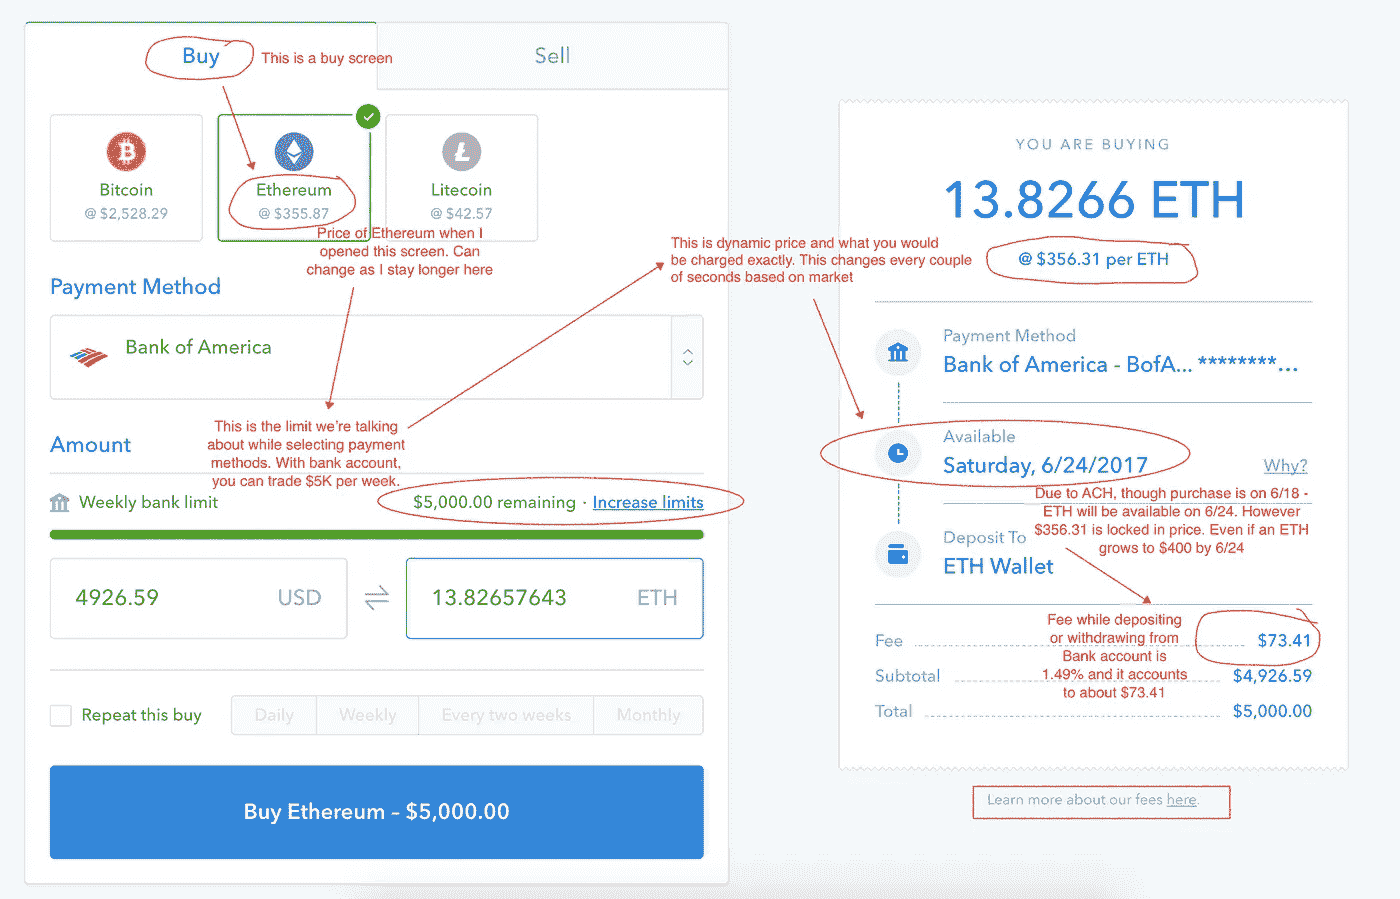 Buy
This is a buy screen
Sell
Bitcoin
@ $2,528.29
Ethereum
@ $355.87
Litecoin
@ $42.57
Price of Ethereum when I
opened this screen. Can
change as I stay longer here
Payment Method
Bank of America
This is the limit we're talking
about while selecting payment
methods. With bank account,
you can trade $5K per week.
Amount
Weekly bank limit
$5,000.00 remaining · Increase limits
4926.59 USD
13.82657643 ETH
Repeat this buy
Daily
Weekly
Every two weeks
Monthly
Buy Ethereum – $5,000.00
This is dynamic price and what you would
be charged exactly. This changes every couple
of seconds based on market
YOU ARE BUYING
13.8266 ETH
@ $356.31 per ETH
Payment Method
Bank of America - BofA... ********...
Available
Saturday, 6/24/2017
Why?
Due to ACH, though purchase is on 6/18 -
ETH will be available on 6/24. However
$356.31 is locked in price. Even if an ETH
grows to $400 by 6/24
Deposit To
ETH Wallet
Fee while depositing
or withdrawing from
Bank account is
1.49% and it accounts
to about $73.41
Fee $73.41
Subtotal $4,926.59
Total $5,000.00
Learn more about our fees here.